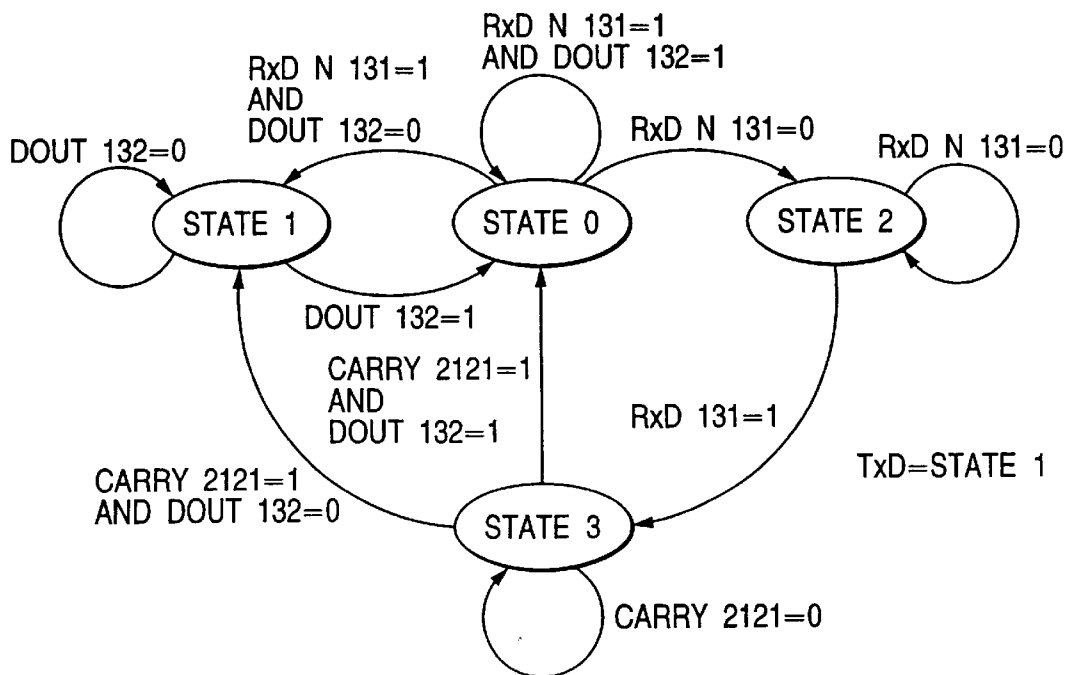 RxD N 131=1
AND DOUT 132=1
RxD N 131=1
AND
DOUT 132=0
RxD N 131=0
DOUT 132=0
RxD N 131=0
STATE 1
STATE 0
STATE 2
DOUT 132=1
CARRY 2121=1
AND
DOUT 132=1
RxD 131=1
TxD=STATE 1
CARRY 2121=1
AND DOUT 132=0
STATE 3
CARRY 2121=0